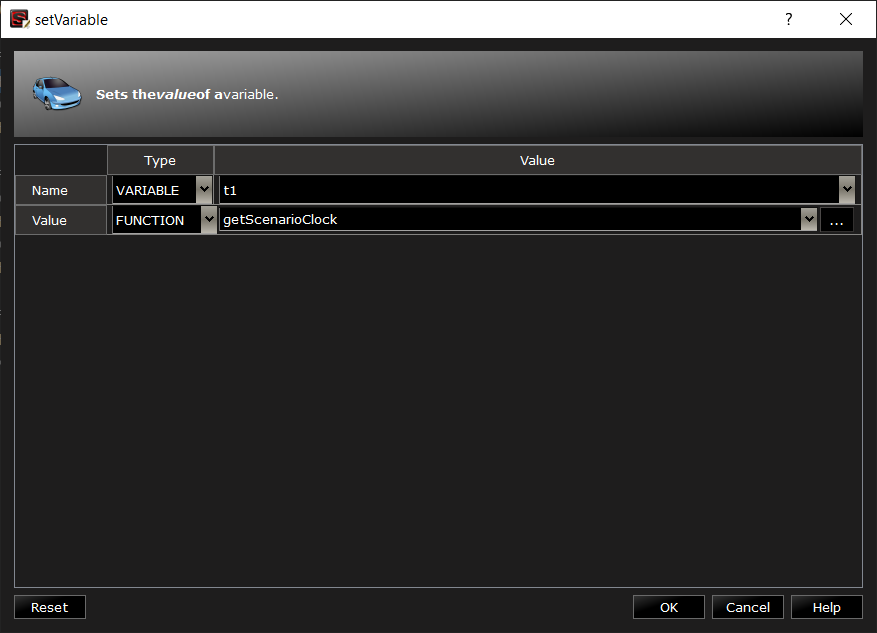 setVariable
?
Sets thevalueof avariable.
Type Value
Name VARIABLE t1
Value FUNCTION getScenarioClock ...
Reset OK Cancel Help